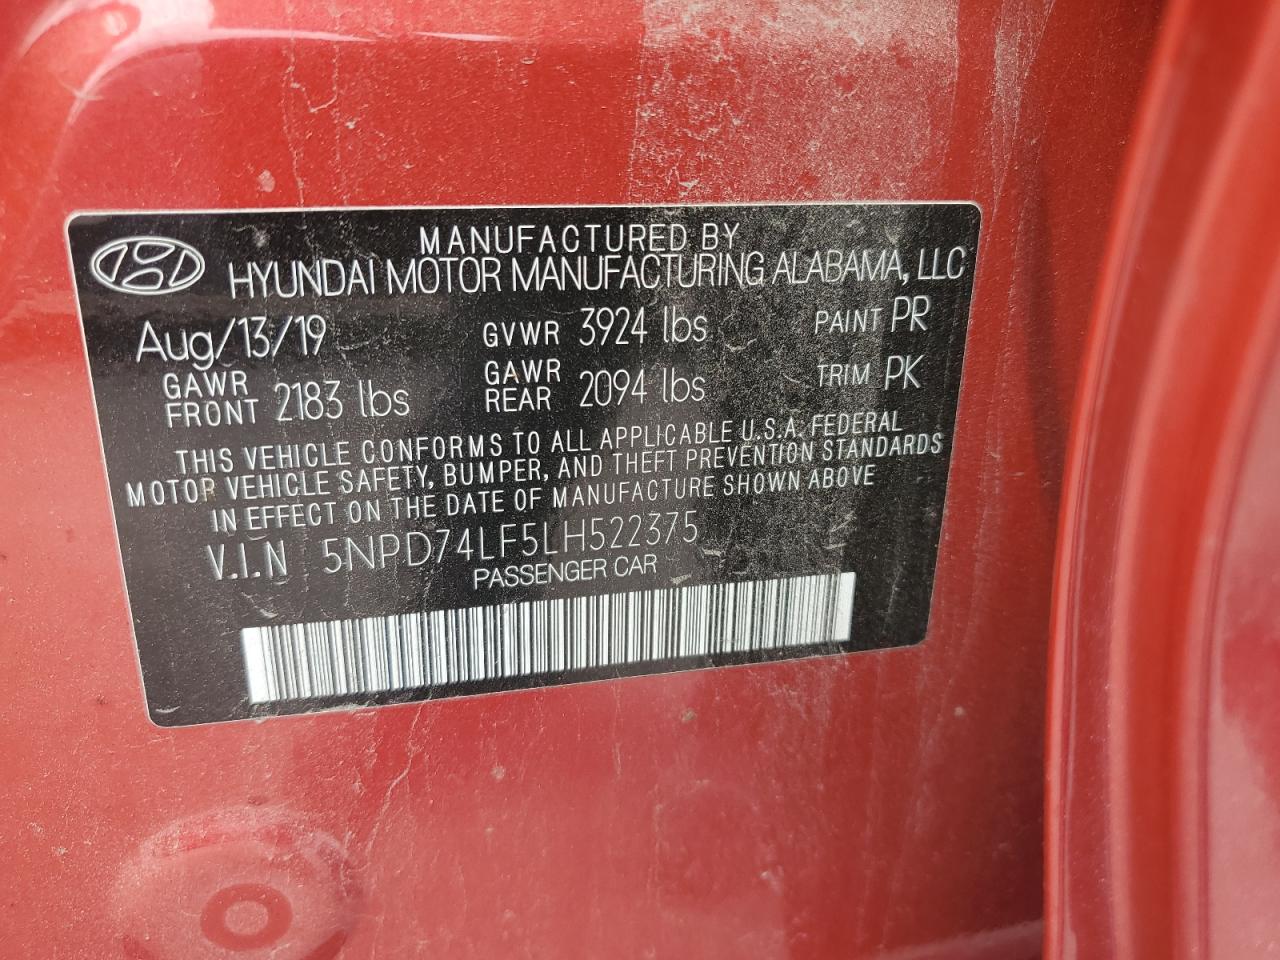 MANUFACTURED BY
HYUNDAI MOTOR MANUFACTURING ALABAMA, LLC
Aug/13/19 GVWR 3924 lbs PAINT PR
GAWR FRONT 2183 lbs GAWR REAR 2094 lbs TRIM PK
THIS VEHICLE CONFORMS TO ALL APPLICABLE U.S.A. FEDERAL
MOTOR VEHICLE SAFETY, BUMPER, AND THEFT PREVENTION STANDARDS
IN EFFECT ON THE DATE OF MANUFACTURE SHOWN ABOVE
V.I.N 5NPD74LF5LH522375
PASSENGER CAR